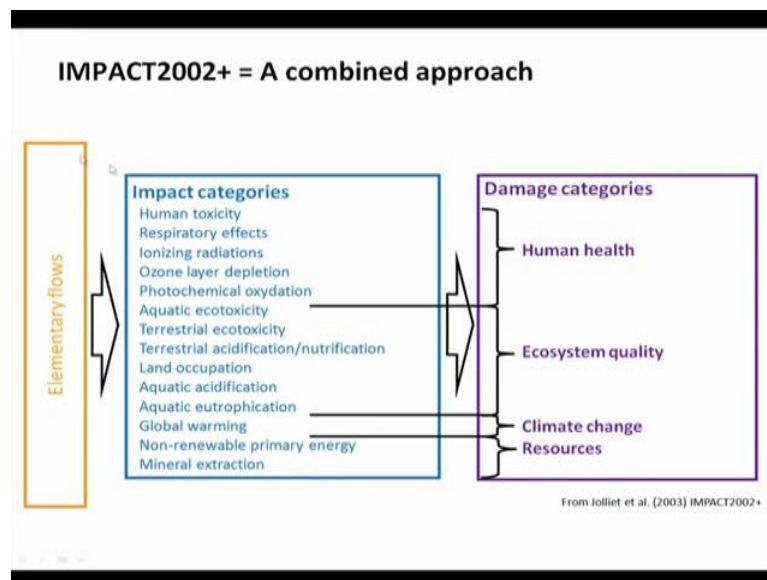 IMPACT2002+ = A combined approach
Elementary flows
Impact categories
Human toxicity
Respiratory effects
Ionizing radiations
Ozone layer depletion
Photochemical oxydation
Aquatic ecotoxicity
Terrestrial ecotoxicity
Terrestrial acidification/nutrification
Land occupation
Aquatic acidification
Aquatic eutrophication
Global warming
Non-renewable primary energy
Mineral extraction
Damage categories
Human health
Ecosystem quality
Climate change
Resources
From Jolliet et al. (2003) IMPACT2002+